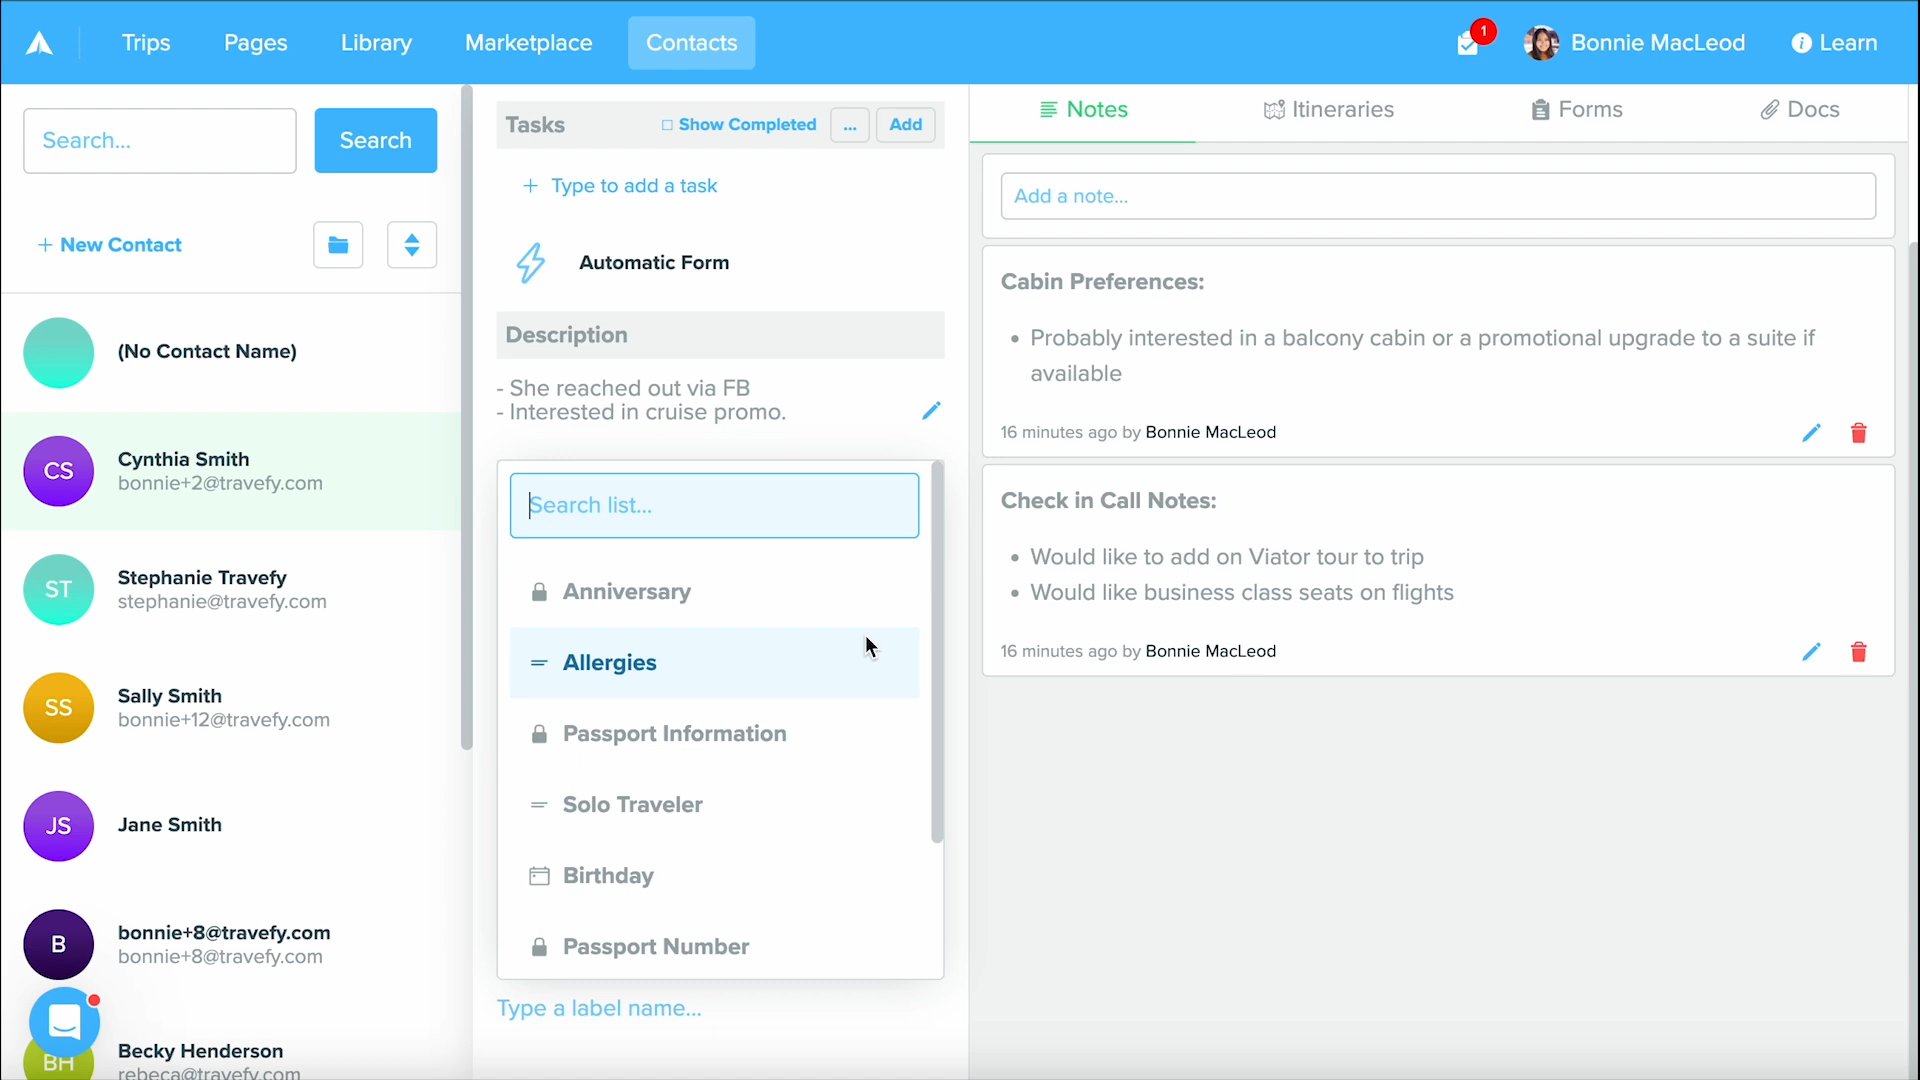 Trips
Pages
Library
Marketplace
Contacts
1
Bonnie MacLeod
Learn
Search...
Search
+ New Contact
(No Contact Name)
CS
Cynthia Smith
bonnie+2@travefy.com
ST
Stephanie Travefy
stephanie@travefy.com
SS
Sally Smith
bonnie+12@travefy.com
JS
Jane Smith
B
bonnie+8@travefy.com
bonnie+8@travefy.com
BH
Becky Henderson
rebeca@travefy.com
Tasks
Show Completed
...
Add
+ Type to add a task
Automatic Form
Description
- She reached out via FB
- Interested in cruise promo.
Search list...
Anniversary
Allergies
Passport Information
Solo Traveler
Birthday
Passport Number
Type a label name...
Notes
Itineraries
Forms
Docs
Add a note...
Cabin Preferences:
• Probably interested in a balcony cabin or a promotional upgrade to a suite if
available
16 minutes ago by Bonnie MacLeod
Check in Call Notes:
• Would like to add on Viator tour to trip
• Would like business class seats on flights
16 minutes ago by Bonnie MacLeod